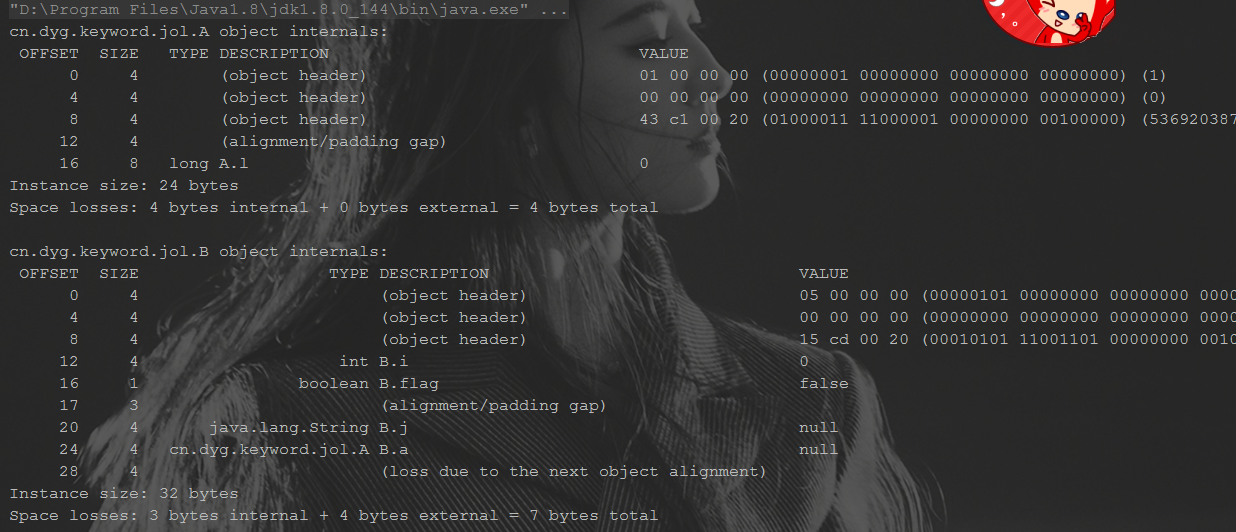 "D:\Program Files\Java1.8\jdk1.8.0_144\bin\java.exe" ...
cn.dyg.keyword.jol.A object internals:
OFFSET SIZE TYPE DESCRIPTION VALUE
0 4 (object header) 01 00 00 00 (00000001 00000000 00000000 00000000) (1)
4 4 (object header) 00 00 00 00 (00000000 00000000 00000000 00000000) (0)
8 4 (object header) 43 c1 00 20 (01000011 11000001 00000000 00100000) (536920387
12 4 (alignment/padding gap)
16 8 long A.l 0
Instance size: 24 bytes
Space losses: 4 bytes internal + 0 bytes external = 4 bytes total
cn.dyg.keyword.jol.B object internals:
OFFSET SIZE TYPE DESCRIPTION VALUE
0 4 (object header) 05 00 00 00 (00000101 00000000 00000000 0000
4 4 (object header) 00 00 00 00 (00000000 00000000 00000000 0000
8 4 (object header) 15 cd 00 20 (00010101 11001101 00000000 0010
12 4 int B.i 0
16 1 boolean B.flag false
17 3 (alignment/padding gap)
20 4 java.lang.String B.j null
24 4 cn.dyg.keyword.jol.A B.a null
28 4 (loss due to the next object alignment)
Instance size: 32 bytes
Space losses: 3 bytes internal + 4 bytes external = 7 bytes total